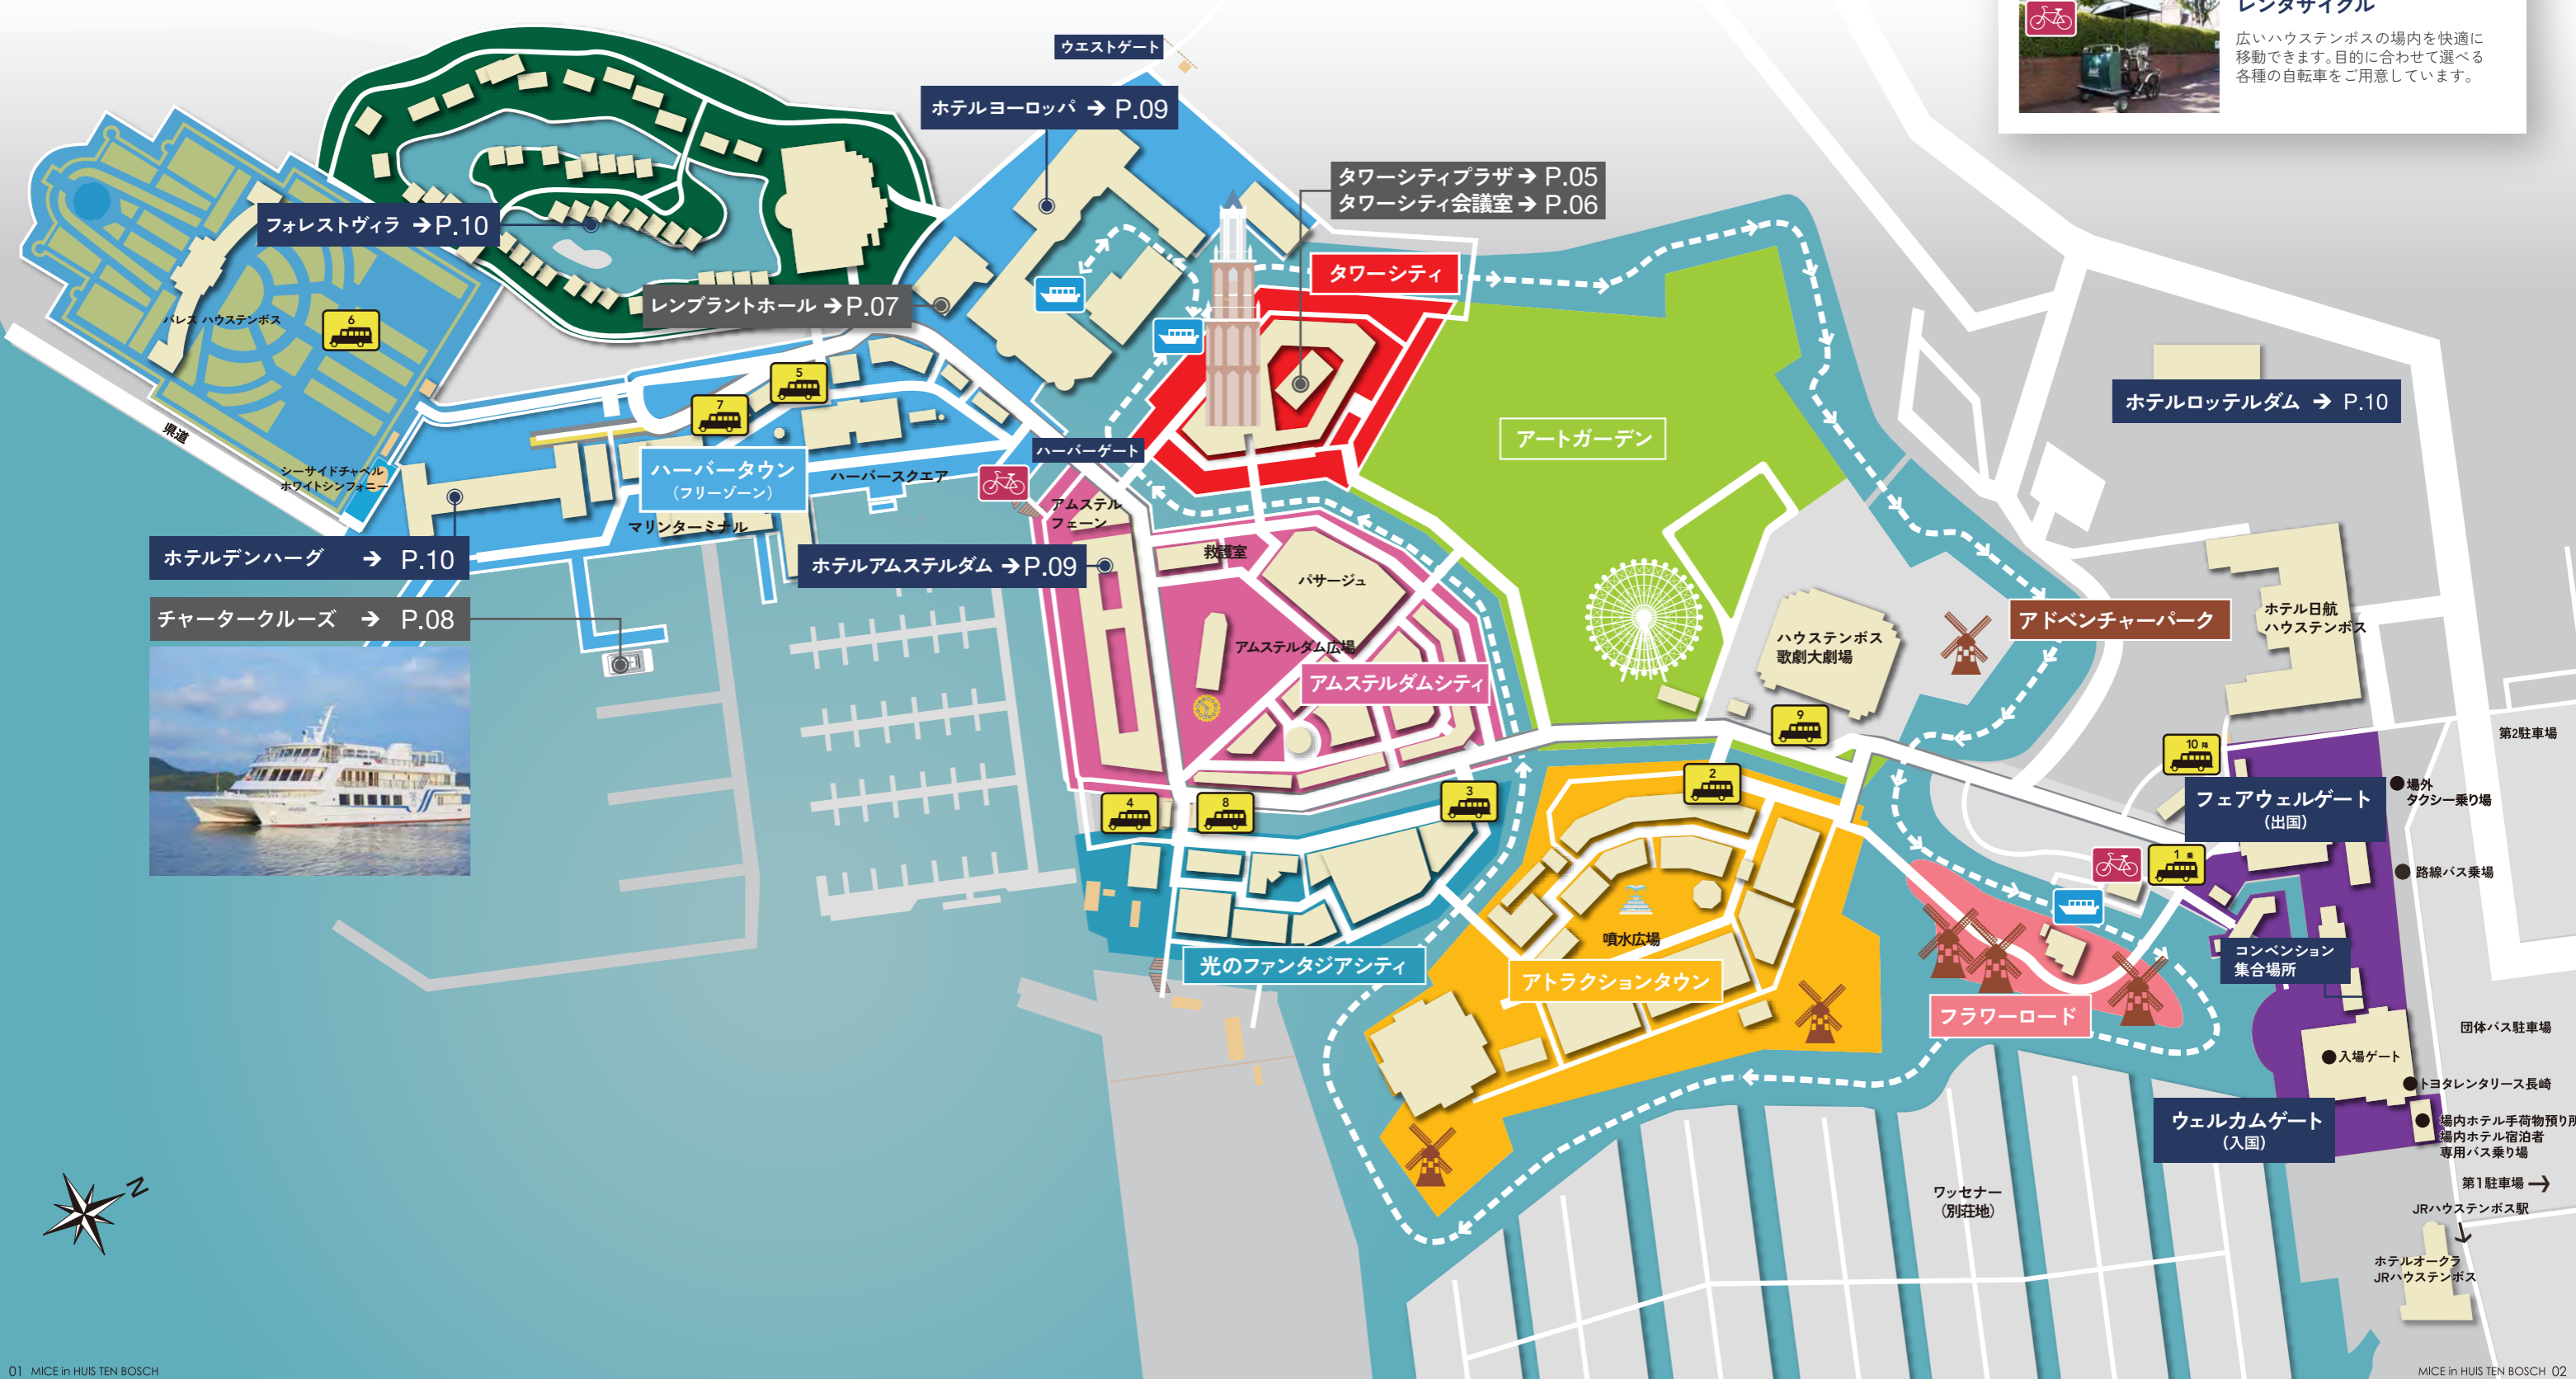 レンタサイクル
広いハウステンボスの場内を快適に
移動できます。目的に合わせて選べる
各種の自転車をご用意しています。
ウエストゲート
ホテルヨーロッパ → P.09
タワーシティプラザ → P.05
タワーシティ会議室 → P.06
フォレストヴィラ → P.10
タワーシティ
レンブラントホール → P.07
パレス ハウステンボス
6
5
7
ホテルロッテルダム → P.10
県道
アートガーデン
ハーバーゲート
ハーバータウン
(フリーゾーン)
ハーバースクエア
シーサイドチャペル
ホワイトシンフォニー
マリンターミナル
アムステル
フェーン
ホテルデンハーグ → P.10
救護室
ホテルアムステルダム → P.09
パサージュ
チャータークルーズ → P.08
アムステルダム広場
アムステルダムシティ
ハウステンボス
歌劇大劇場
アドベンチャーパーク
ホテル日航
ハウステンボス
9
第2駐車場
10 降
2
3
4
8
フェアウェルゲート
(出国)
場外
タクシー乗り場
1 乗
路線バス乗場
噴水広場
光のファンタジアシティ
アトラクションタウン
コンベンション
集合場所
フラワーロード
団体バス駐車場
入場ゲート
トヨタレンタリース長崎
ウェルカムゲート
(入国)
場内ホテル手荷物預り所
場内ホテル宿泊者
専用バス乗り場
第1駐車場 →
ワッセナー
(別荘地)
JRハウステンボス駅
ホテルオークラ
JRハウステンボス
N
01 MICE in HUIS TEN BOSCH
MICE in HUIS TEN BOSCH 02